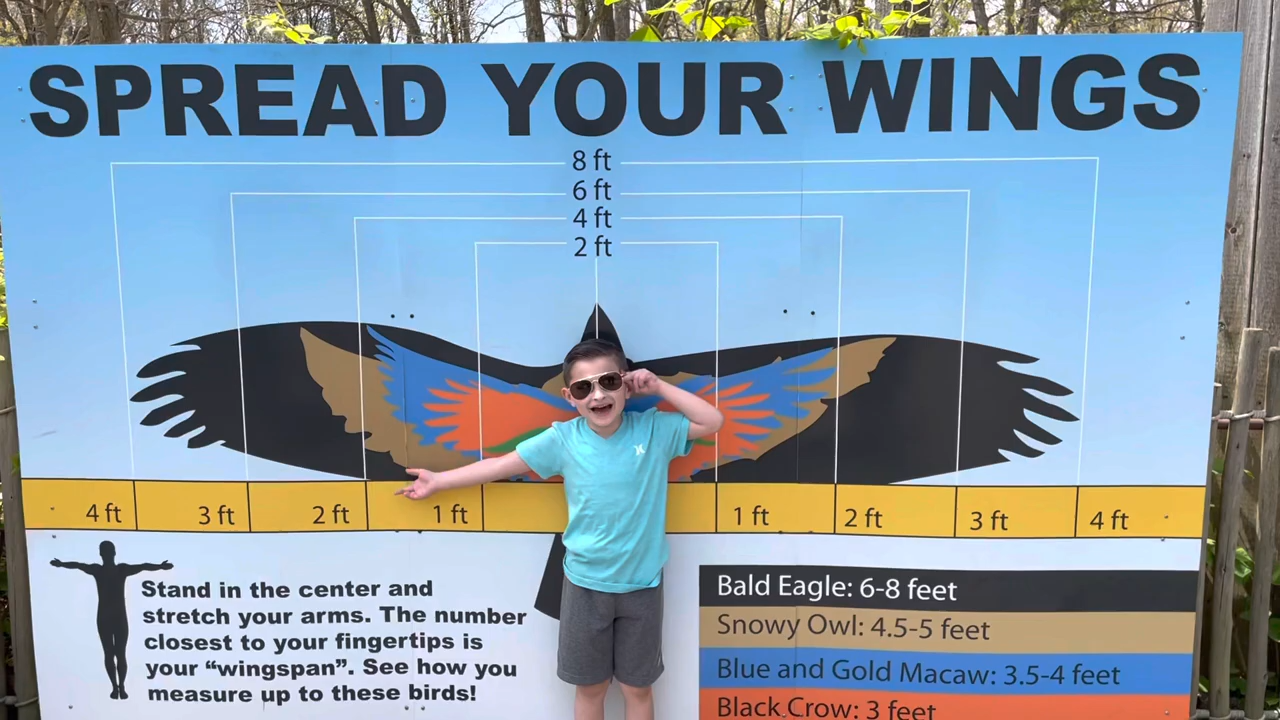 SPREAD YOUR WINGS
8 ft
6 ft
4 ft
2 ft
4 ft 3 ft 2 ft 1 ft 1 ft 2 ft 3 ft 4 ft
Stand in the center and
stretch your arms. The number
closest to your fingertips is
your “wingspan”. See how you
measure up to these birds!
Bald Eagle: 6-8 feet
Snowy Owl: 4.5-5 feet
Blue and Gold Macaw: 3.5-4 feet
Black Crow: 3 feet